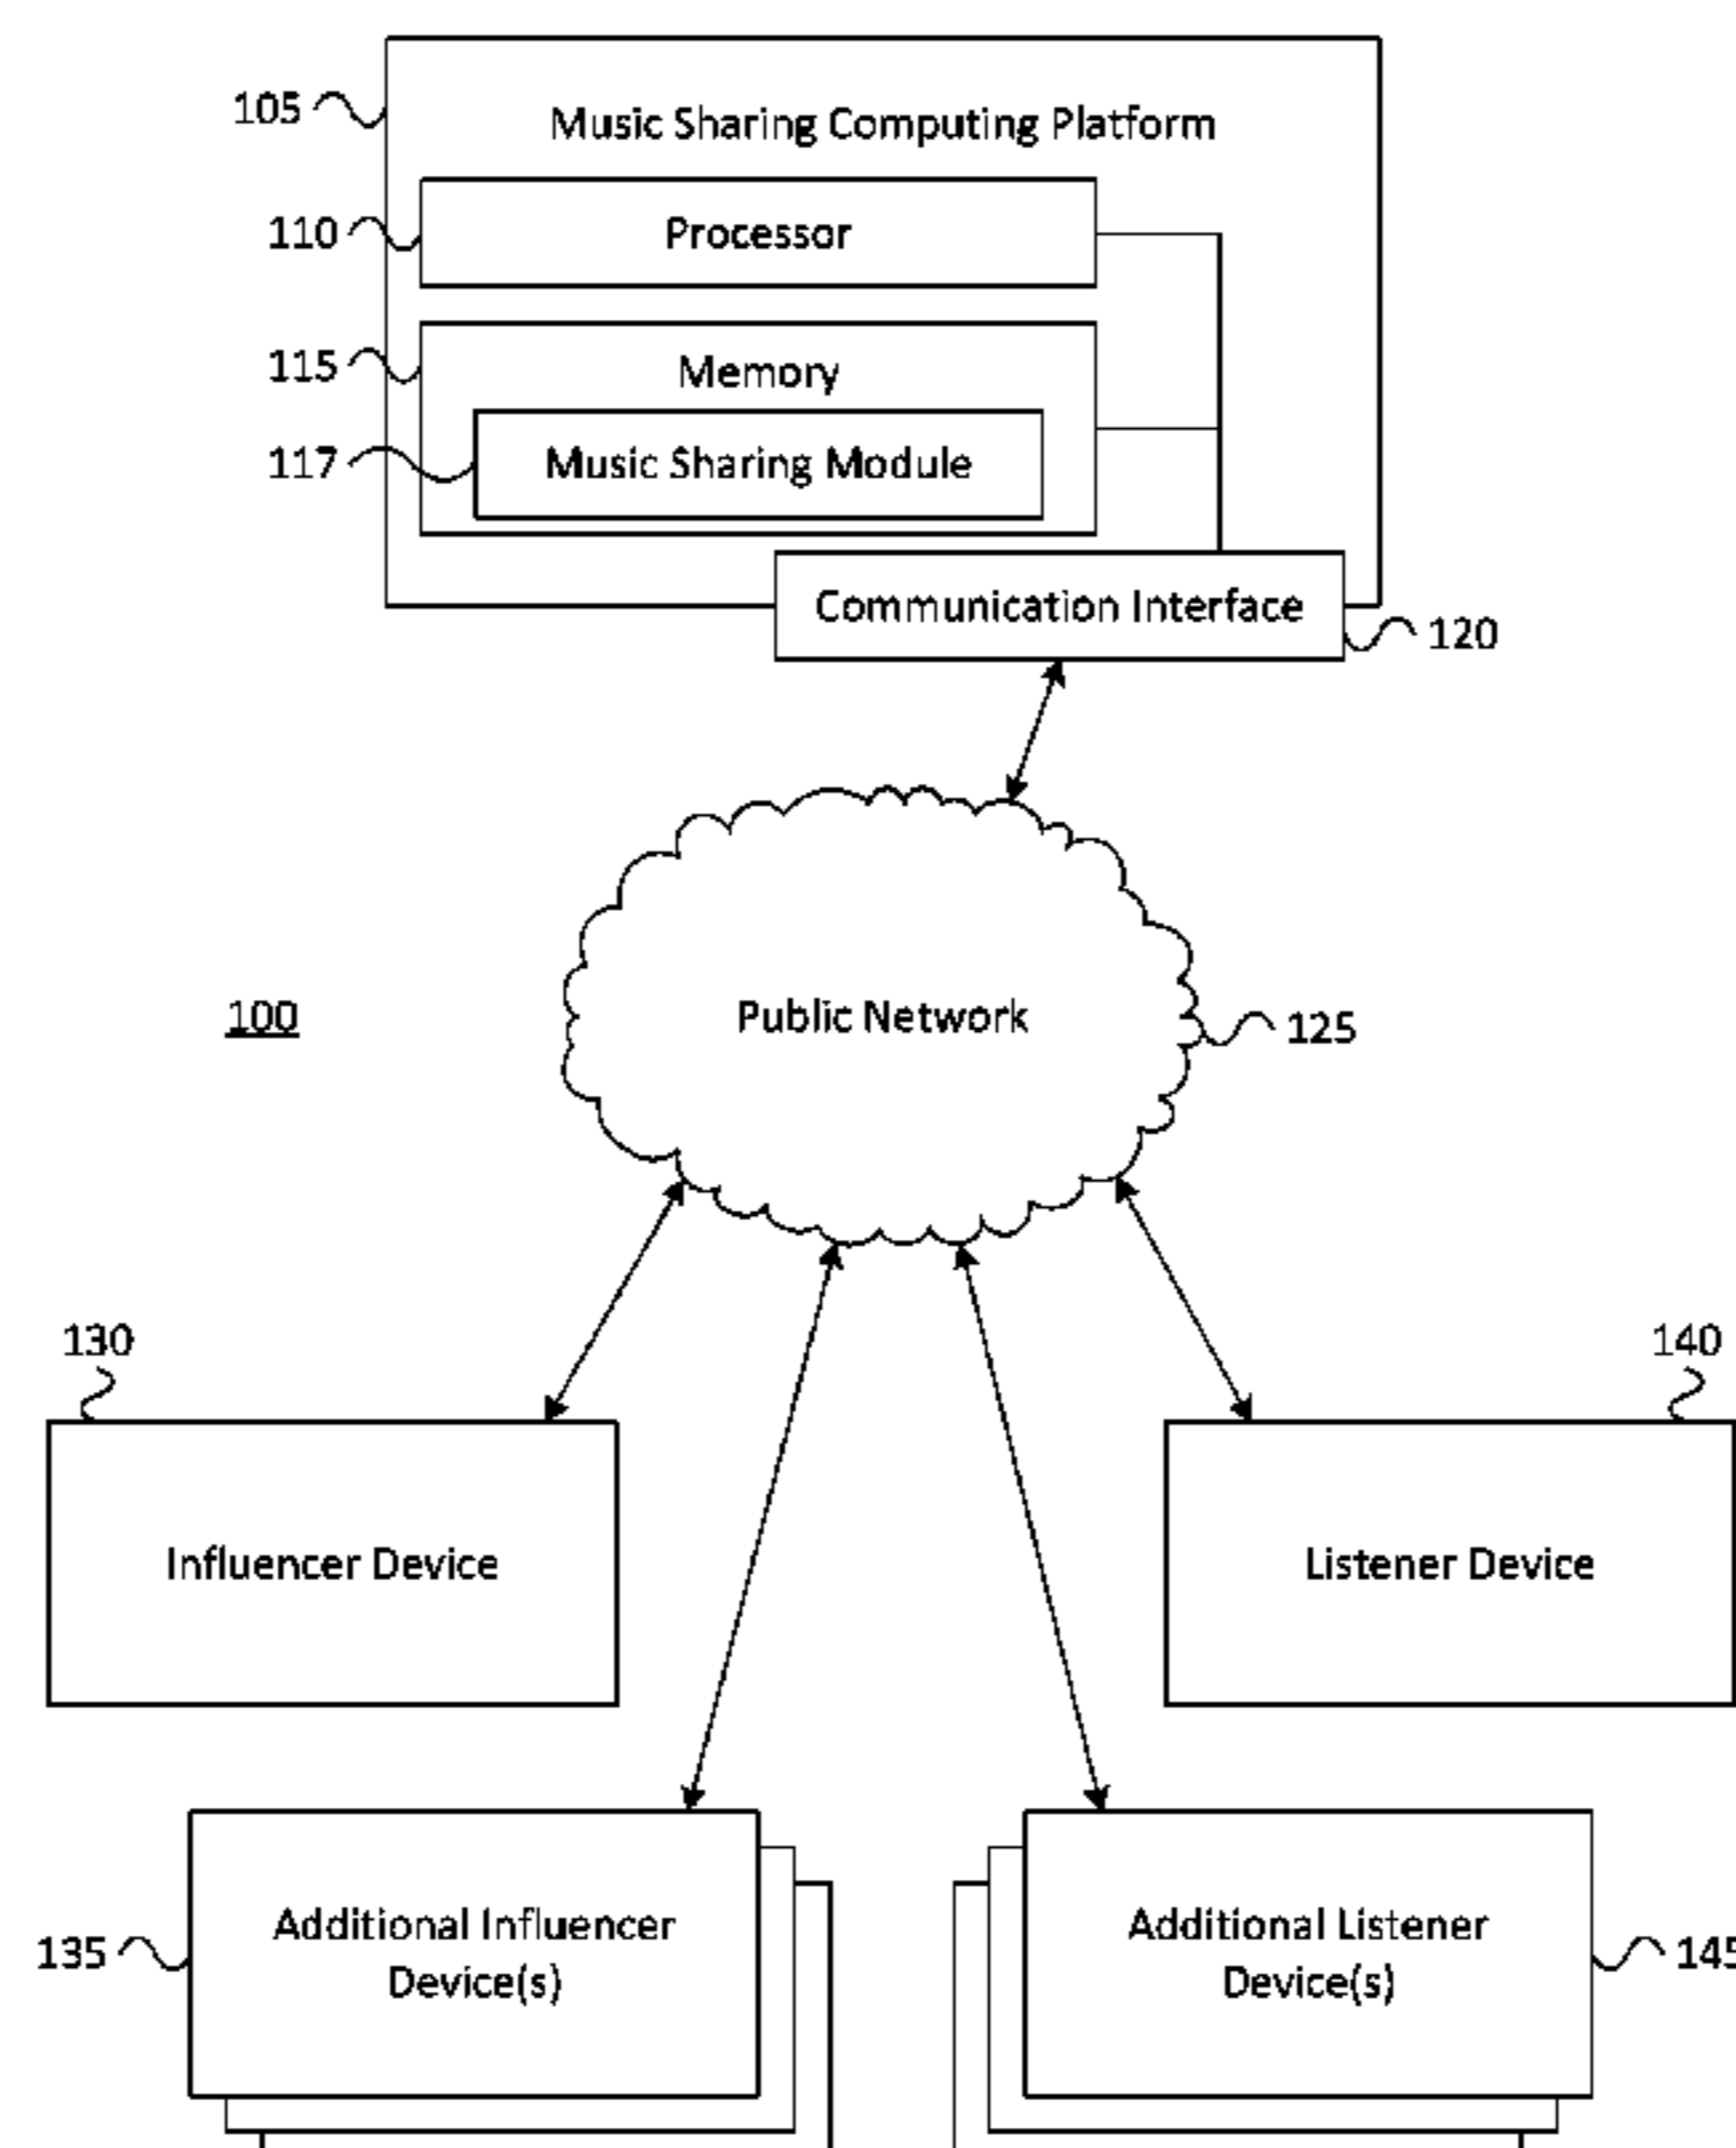 105
Music Sharing Computing Platform
110
Processor
115
Memory
117
Music Sharing Module
Communication Interface
120
100
Public Network
125
130
140
Influencer Device
Listener Device
135
Additional Influencer
Device(s)
Additional Listener
Device(s)
145